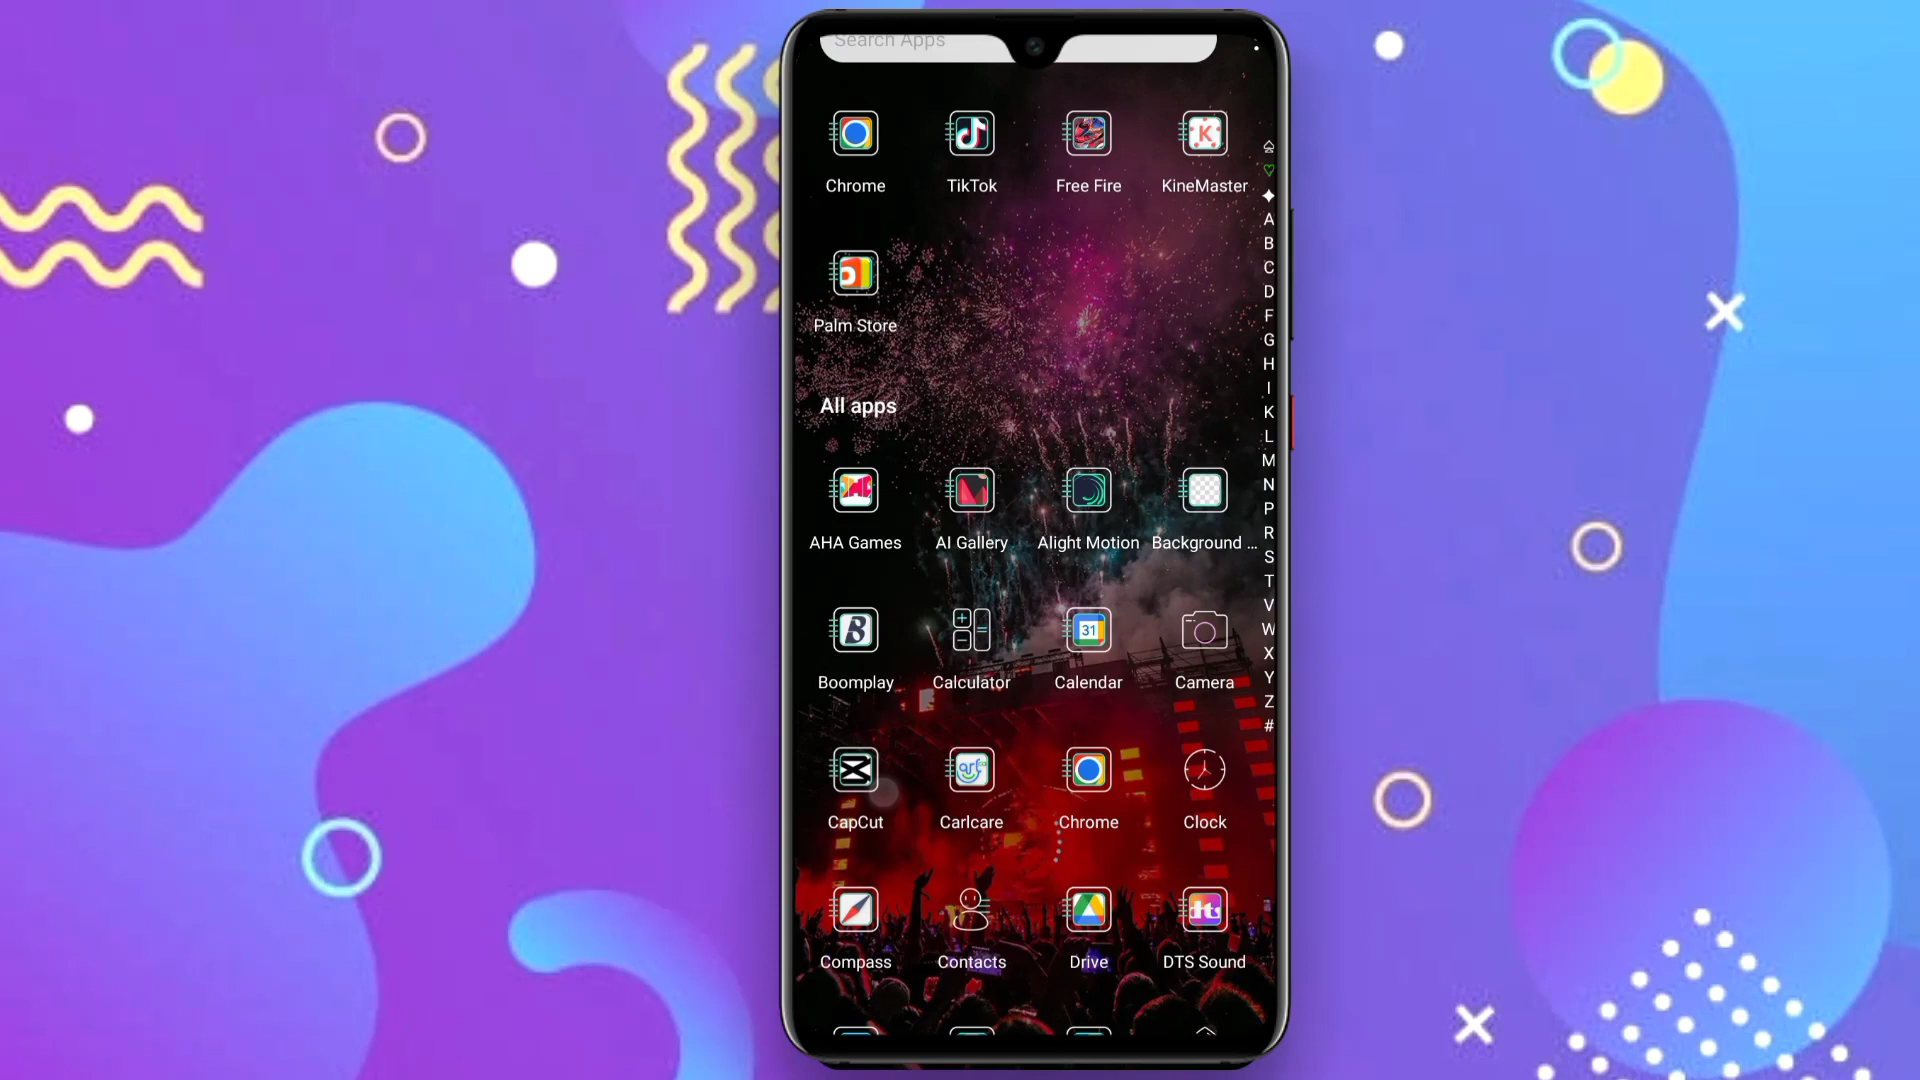 Search Apps
Chrome
TikTok
Free Fire
KineMaster
Palm Store
All apps
AHA Games
AI Gallery
Alight Motion
Background ...
Boomplay
Calculator
31
Calendar
Camera
CapCut
Carlcare
Chrome
Clock
Compass
Contacts
Drive
DTS Sound
A
B
C
D
F
G
H
I
K
L
M
N
P
R
S
T
V
W
X
Y
Z
#